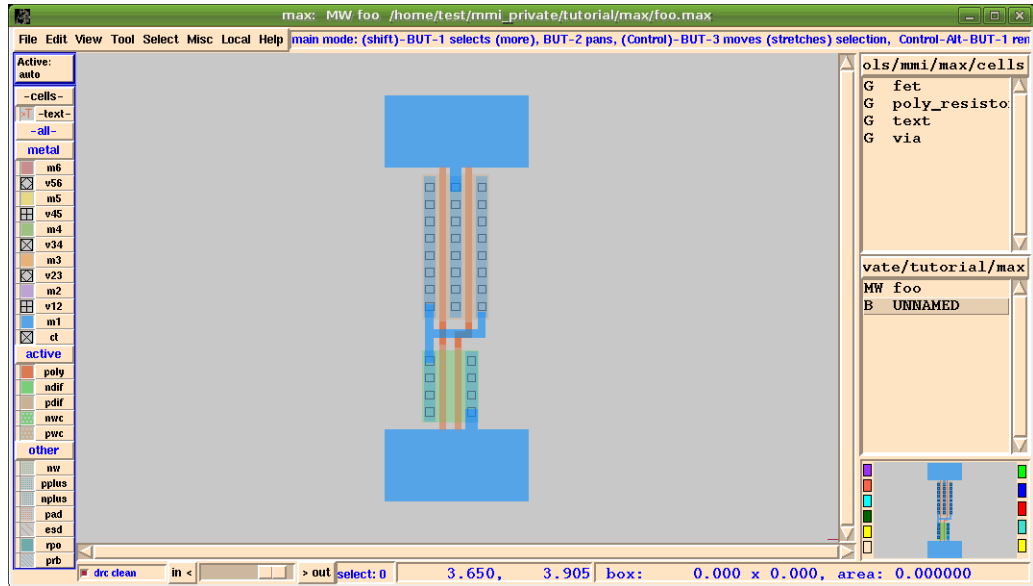 max: MW foo /home/test/mmi_private/tutorial/max/foo.max
File Edit View Tool Select Misc Local Help main mode: (shift)-BUT-1 selects (more), BUT-2 pans, (Control)-BUT-3 moves (stretches) selection, Control-Alt-BUT-1 ren
Active:
auto
-cells-
-text-
-all-
metal
m6
v56
m5
v45
m4
v34
m3
v23
m2
v12
m1
ct
active
poly
ndif
pdif
nwc
pwc
other
nw
pplus
nplus
pad
esd
rpo
prb
ols/mmi/max/cells
G fet
G poly_resisto
G text
G via
vate/tutorial/max
MW foo
B UNNAMED
drc clean in < > out select: 0 3.650, 3.905 box: 0.000 x 0.000, area: 0.000000